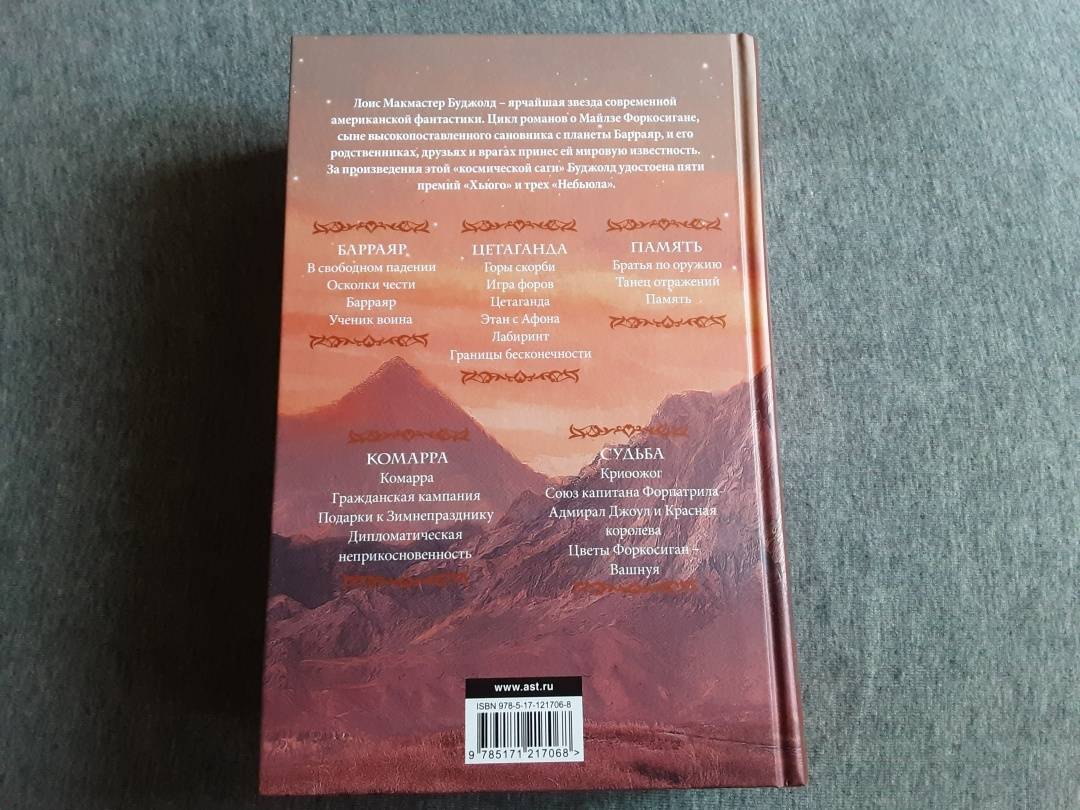 Лоис Макмастер Буджолд – ярчайшая звезда современной
американской фантастики. Цикл романов о Майлзе Форкосигане,
сыне высокопоставленного сановника с планеты Барраяр, и его
родственниках, друзьях и врагах принес ей мировую известность.
За произведения этой «космической саги» Буджолд удостоена пяти
премий «Хьюго» и трех «Небьюла».
БАРРАЯР
В свободном падении
Осколки чести
Барраяр
Ученик воина
ЦЕТАГАНДА
Горы скорби
Игра форов
Цетаганда
Этан с Афона
Лабиринт
Границы бесконечности
ПАМЯТЬ
Братья по оружию
Танец отражений
Память
КОМАРРА
Комарра
Гражданская кампания
Подарки к Зимнепразднику
Дипломатическая
неприкосновенность
СУДЬБА
Криоожог
Союз капитана Форпатрила
Адмирал Джоул и Красная
королева
Цветы Форкосиган –
Вашнуя
www.ast.ru
ISBN 978-5-17-121706-8
9 785171 217068 >